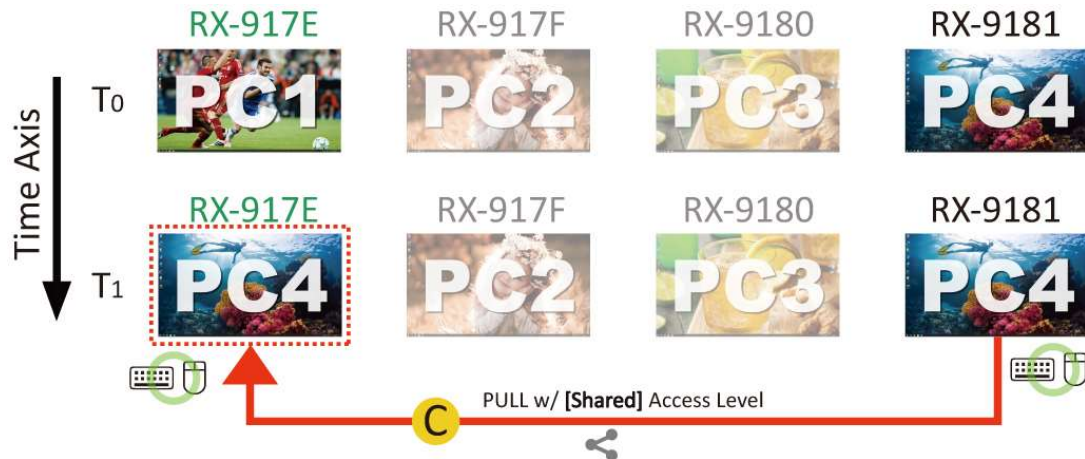 RX-917E RX-917F RX-9180 RX-9181
Time Axis
T0 PC1 PC2 PC3 PC4
RX-917E RX-917F RX-9180 RX-9181
T1 PC4 PC2 PC3 PC4
PULL w/ [Shared] Access Level
C